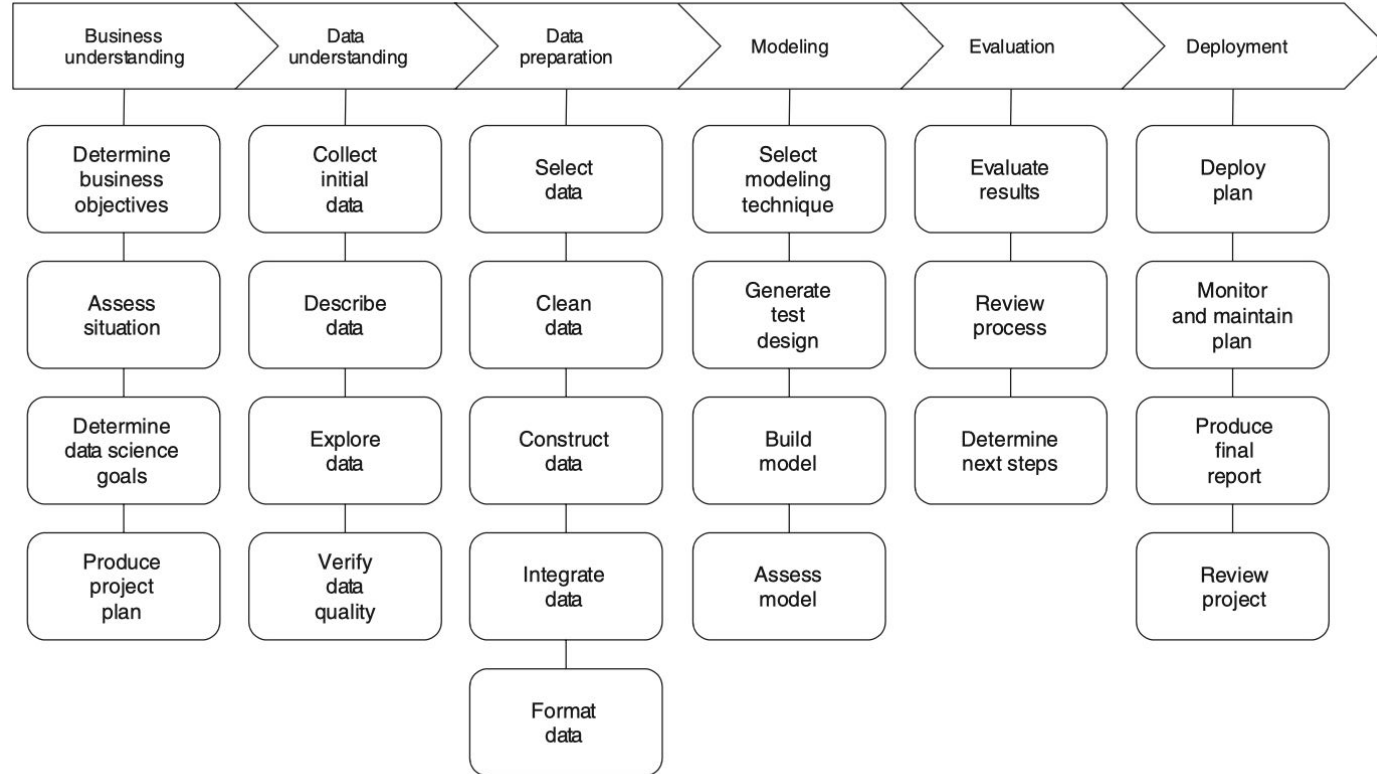 Business
understanding
Data
understanding
Data
preparation
Modeling
Evaluation
Deployment
Determine
business
objectives
Assess
situation
Determine
data science
goals
Produce
project
plan
Collect
initial
data
Describe
data
Explore
data
Verify
data
quality
Select
data
Clean
data
Construct
data
Integrate
data
Format
data
Select
modeling
technique
Generate
test
design
Build
model
Assess
model
Evaluate
results
Review
process
Determine
next steps
Deploy
plan
Monitor
and maintain
plan
Produce
final
report
Review
project